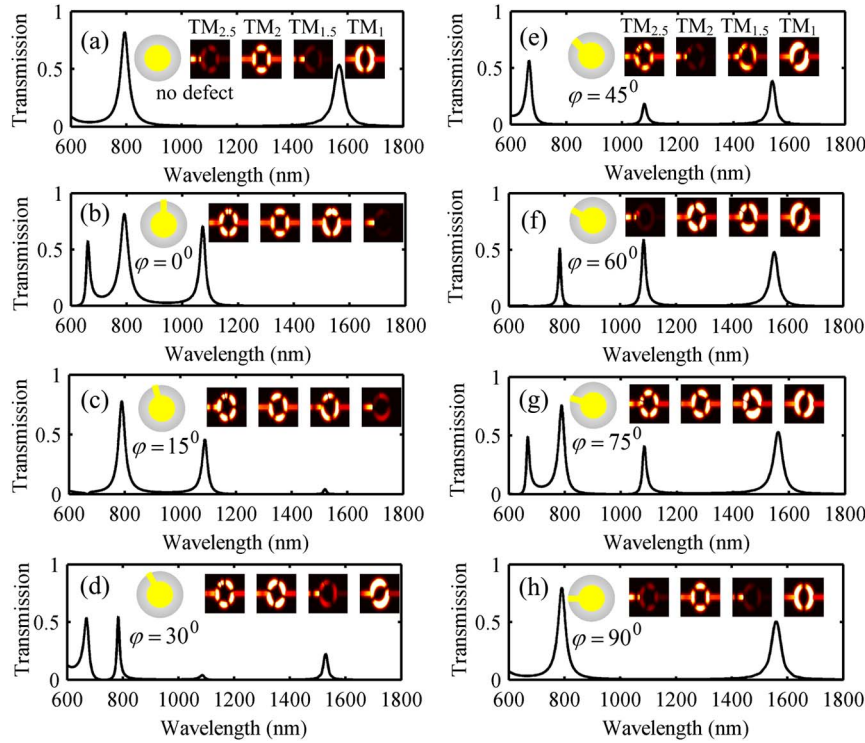 (a) TM2.5 TM2 TM1.5 TM1
no defect
Transmission
1
0.5
0
600 800 1000 1200 1400 1600 1800
Wavelength (nm)
(b)
φ = 0⁰
Transmission
1
0.5
0
600 800 1000 1200 1400 1600 1800
Wavelength (nm)
(c)
φ = 15⁰
Transmission
1
0.5
0
600 800 1000 1200 1400 1600 1800
Wavelength (nm)
(d)
φ = 30⁰
Transmission
1
0.5
0
600 800 1000 1200 1400 1600 1800
Wavelength (nm)
(e) TM2.5 TM2 TM1.5 TM1
φ = 45⁰
Transmission
1
0.5
0
600 800 1000 1200 1400 1600 1800
Wavelength (nm)
(f)
φ = 60⁰
Transmission
1
0.5
0
600 800 1000 1200 1400 1600 1800
Wavelength (nm)
(g)
φ = 75⁰
Transmission
1
0.5
0
600 800 1000 1200 1400 1600 1800
Wavelength (nm)
(h)
φ = 90⁰
Transmission
1
0.5
0
600 800 1000 1200 1400 1600 1800
Wavelength (nm)